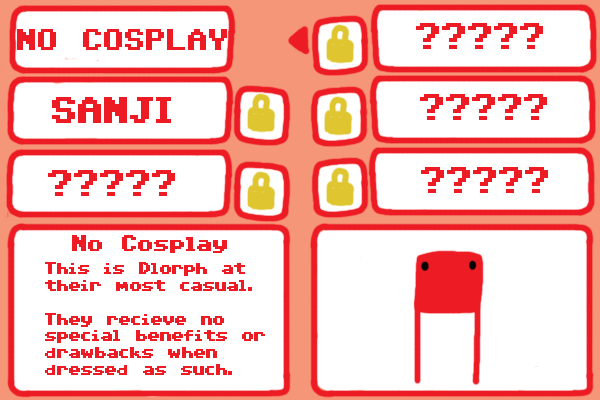 NO COSPLAY
?????
SANJI
?????
?????
?????
No Cosplay
This is Dlorph at
their most casual.
They recieve no
special benefits or
drawbacks when
dressed as such.